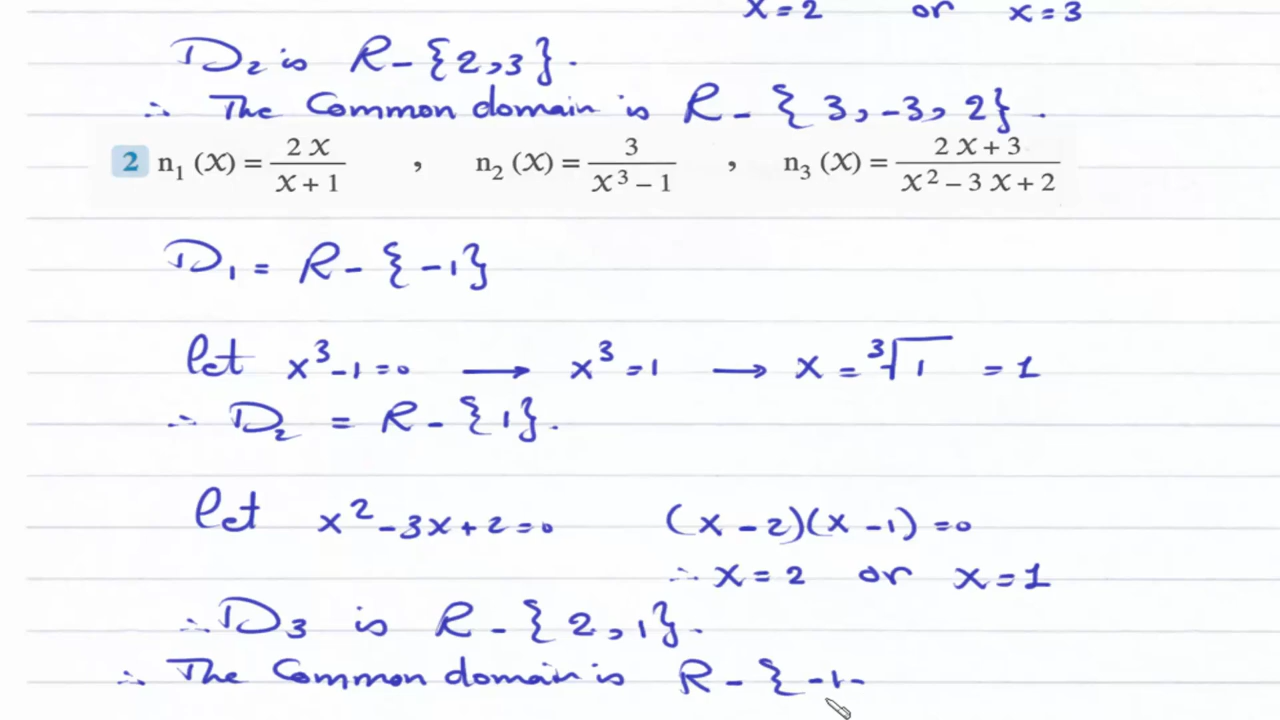 x = 2 or x = 3
D₂ is R – {2,3}.
∴ The Common domain is R – { 3, -3, 2} .
2 n₁ (X) = 2X / X + 1 , n₂ (X) = 3 / X³ – 1 , n₃ (X) = 2X + 3 / X² – 3X + 2
D₁ = R – { -1}
let x³ -1 = 0 → x³ = 1 → x = ³√1 = 1
∴ D₂ = R – { 1}.
let x² - 3x + 2 = 0 (x - 2)(x - 1) = 0
∴ x = 2 or x = 1
∴ D₃ is R – { 2, 1}.
∴ The Common domain is R – { -1-